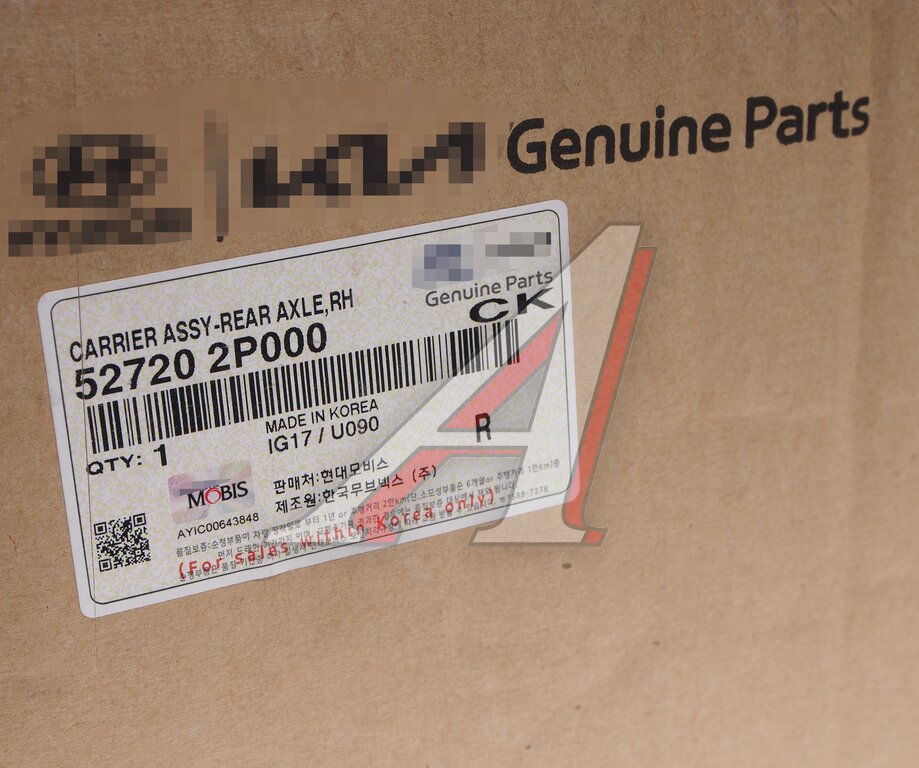 Genuine Parts
Genuine Parts
CK
CARRIER ASSY-REAR AXLE,RH
52720 2P000
MADE IN KOREA
IG17 / U090
R
QTY: 1
MOBIS
판매처:현대모비스
제조원:한국무브넥스 (주)
AYIC00643848
(For sales within Korea only)